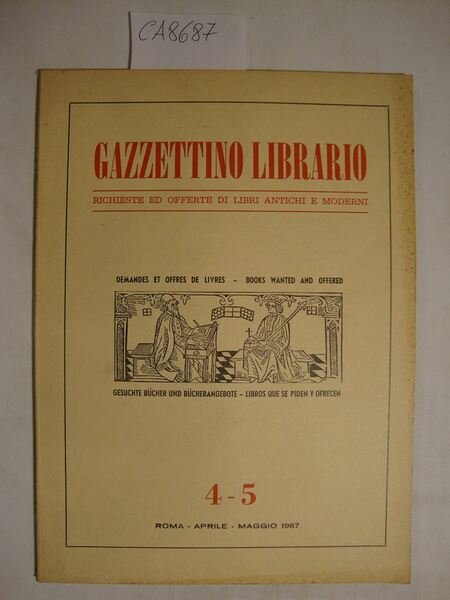 CA8687
GAZZETTINO LIBRARIO
RICHIESTE ED OFFERTE DI LIBRI ANTICHI E MODERNI
DEMANDES ET OFFRES DE LIVRES – BOOKS WANTED AND OFFERED
GESUCHTE BÜCHER UND BÜCHERANGEBOTE – LIBROS QUE SE PIDEN Y OFRECEN
4 - 5
ROMA - APRILE - MAGGIO 1967